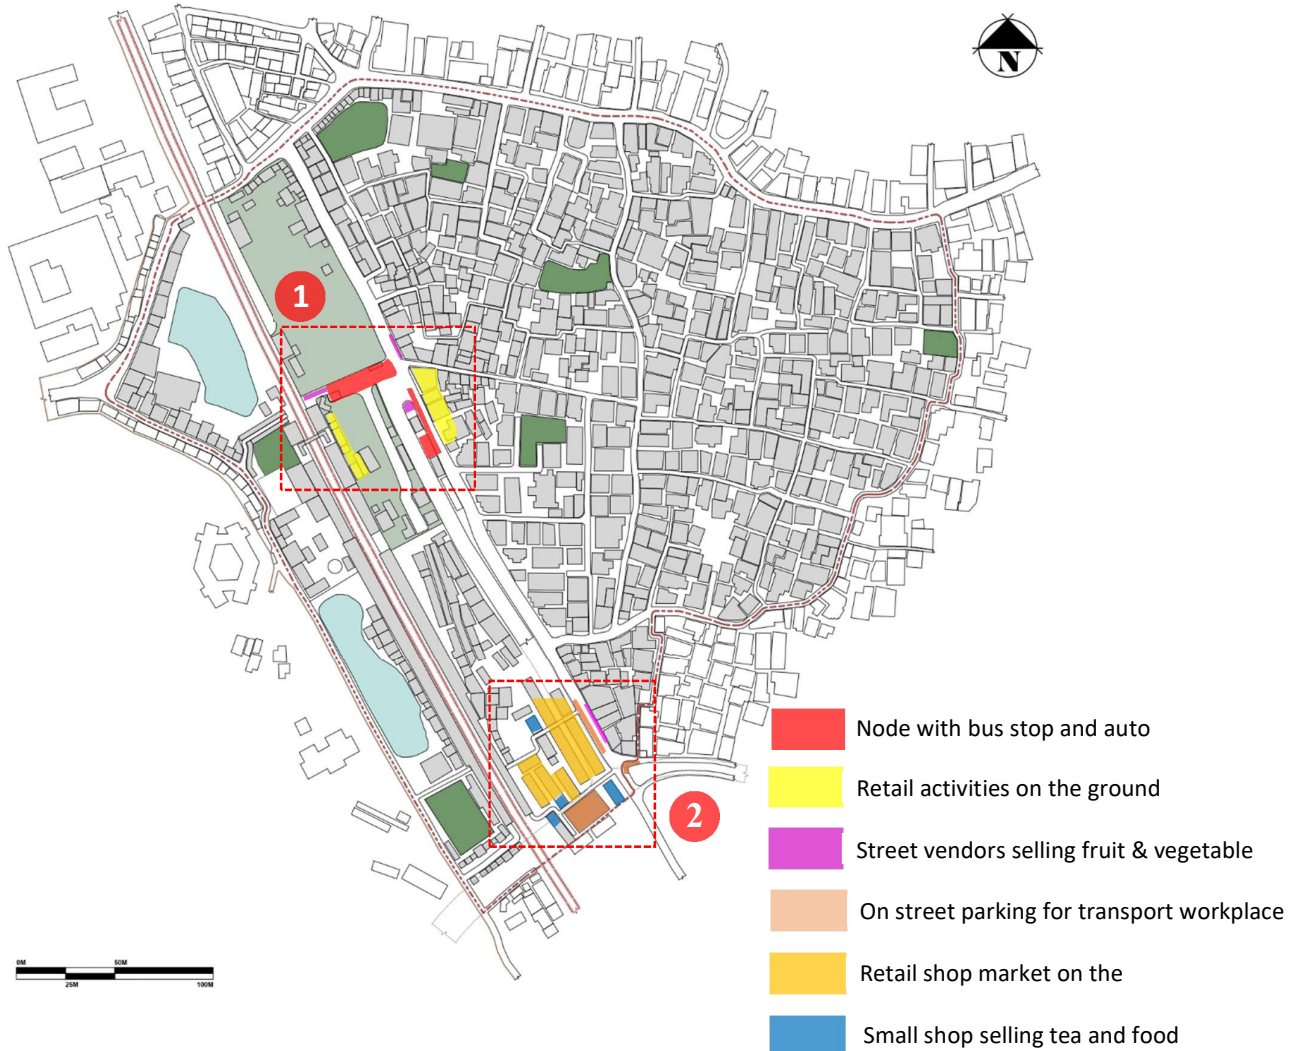 N
1
2
Node with bus stop and auto
Retail activities on the ground
Street vendors selling fruit & vegetable
On street parking for transport workplace
Retail shop market on the
Small shop selling tea and food
0M 50M
25M 100M